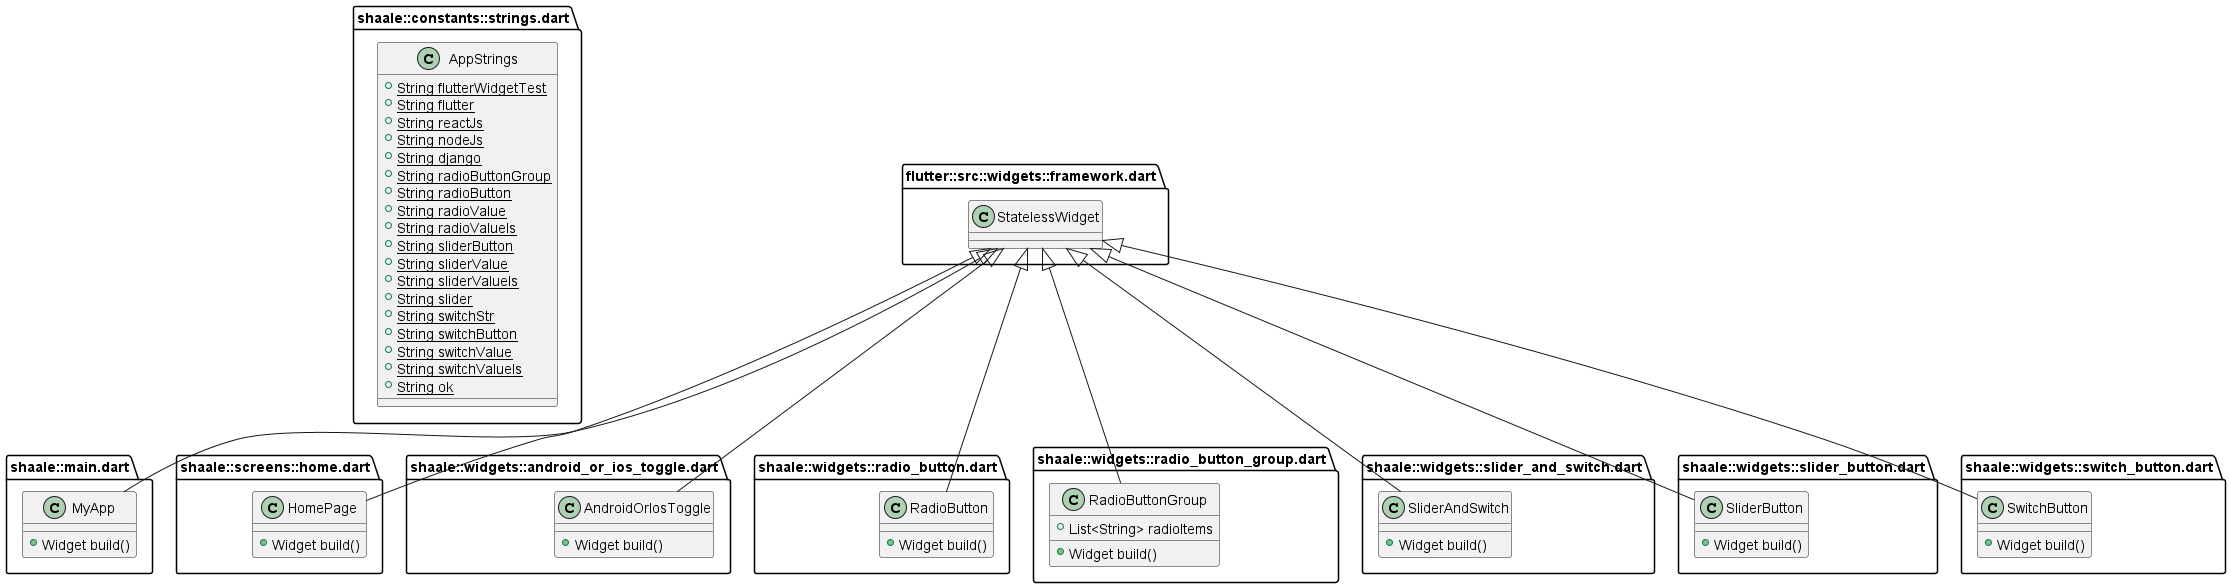 shaale::constants::strings.dart
C AppStrings
String flutterWidgetTest
String flutter
String reactJs
String nodeJs
String django
String radioButtonGroup
String radioButton
String radioValue
String radioValueIs
String sliderButton
String sliderValue
String sliderValueIs
String slider
String switchStr
String switchButton
String switchValue
String switchValueIs
String ok
flutter::src::widgets::framework.dart
C StatelessWidget
shaale::main.dart
C MyApp
Widget build()
shaale::screens::home.dart
C HomePage
Widget build()
shaale::widgets::android_or_ios_toggle.dart
C AndroidOrIosToggle
Widget build()
shaale::widgets::radio_button.dart
C RadioButton
Widget build()
shaale::widgets::radio_button_group.dart
C RadioButtonGroup
List<String> radioItems
Widget build()
shaale::widgets::slider_and_switch.dart
C SliderAndSwitch
Widget build()
shaale::widgets::slider_button.dart
C SliderButton
Widget build()
shaale::widgets::switch_button.dart
C SwitchButton
Widget build()